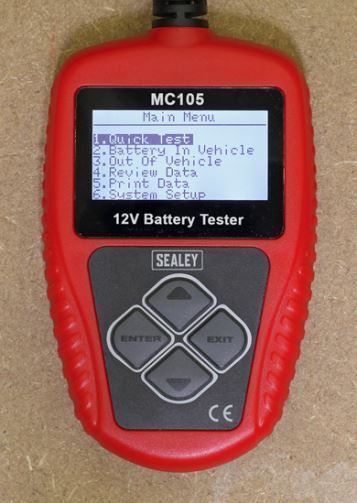 MC105
Main Menu
1.Quick Test
2.Battery In Vehicle
3.Out Of Vehicle
4.Review Data
5.Print Data
6.System Setup
12V Battery Tester
SEALEY
ENTER
EXIT
CE